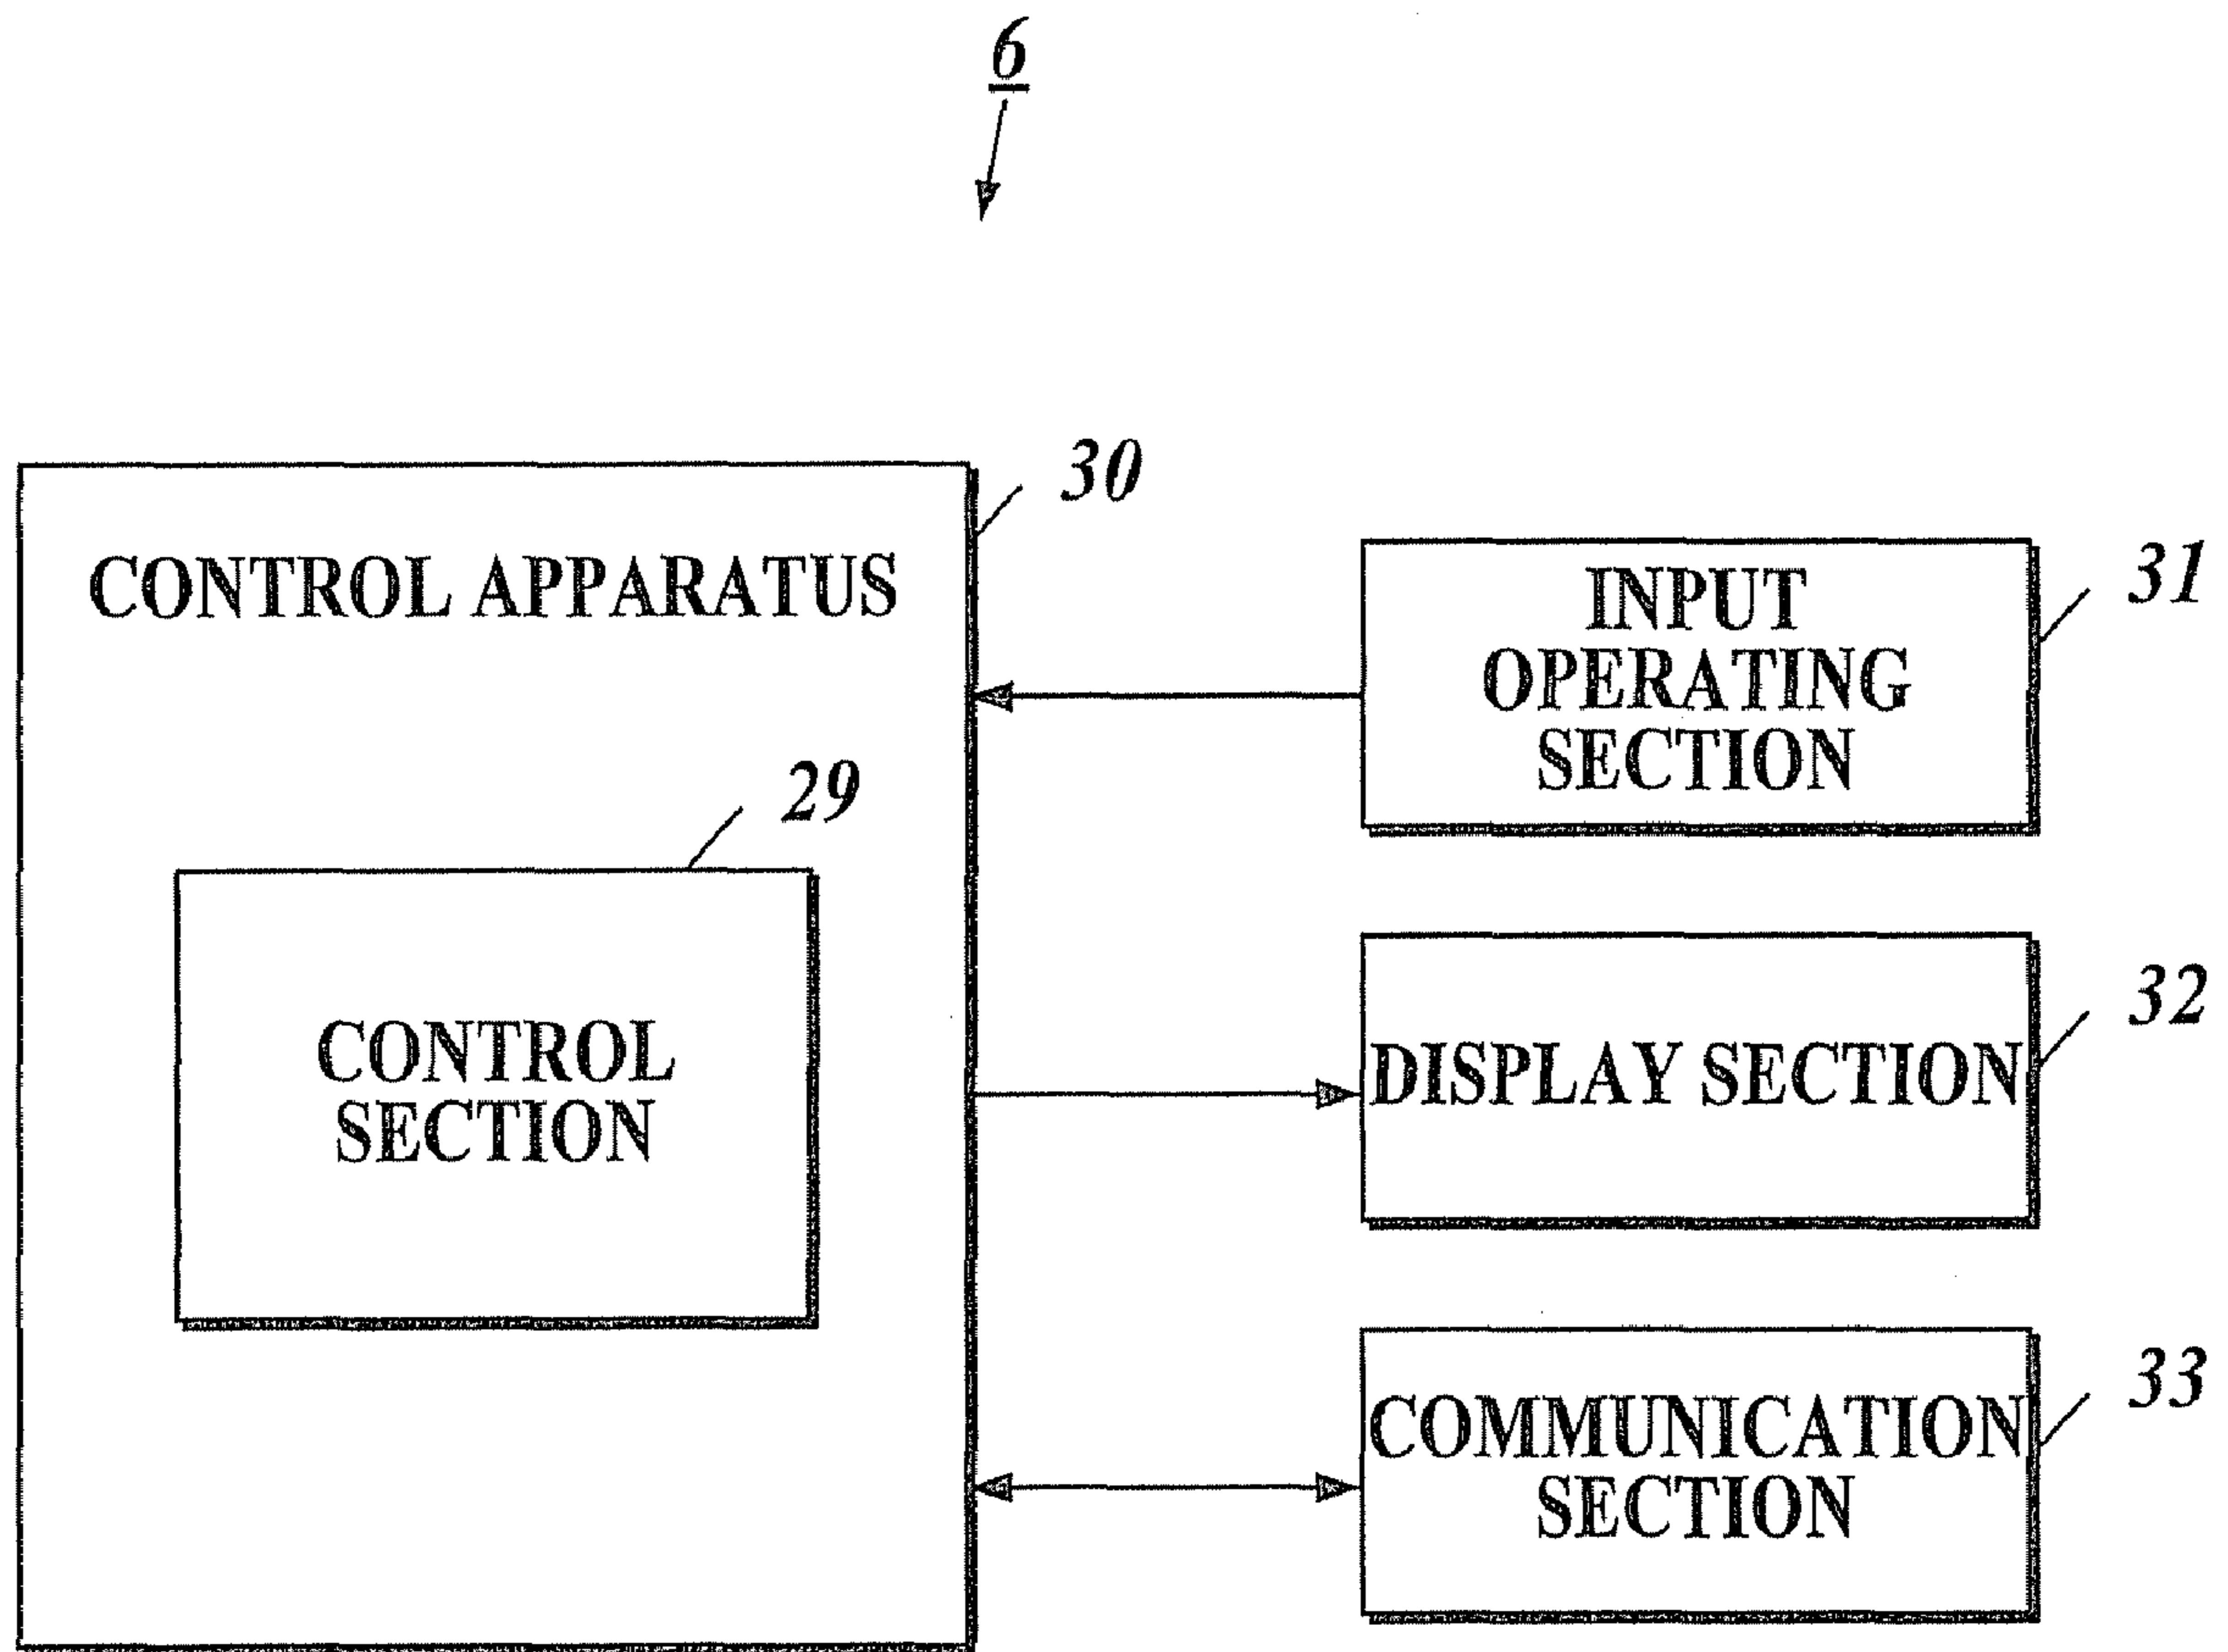 6
30
CONTROL APPARATUS
29
CONTROL
SECTION
31
INPUT
OPERATING
SECTION
32
DISPLAY SECTION
33
COMMUNICATION
SECTION